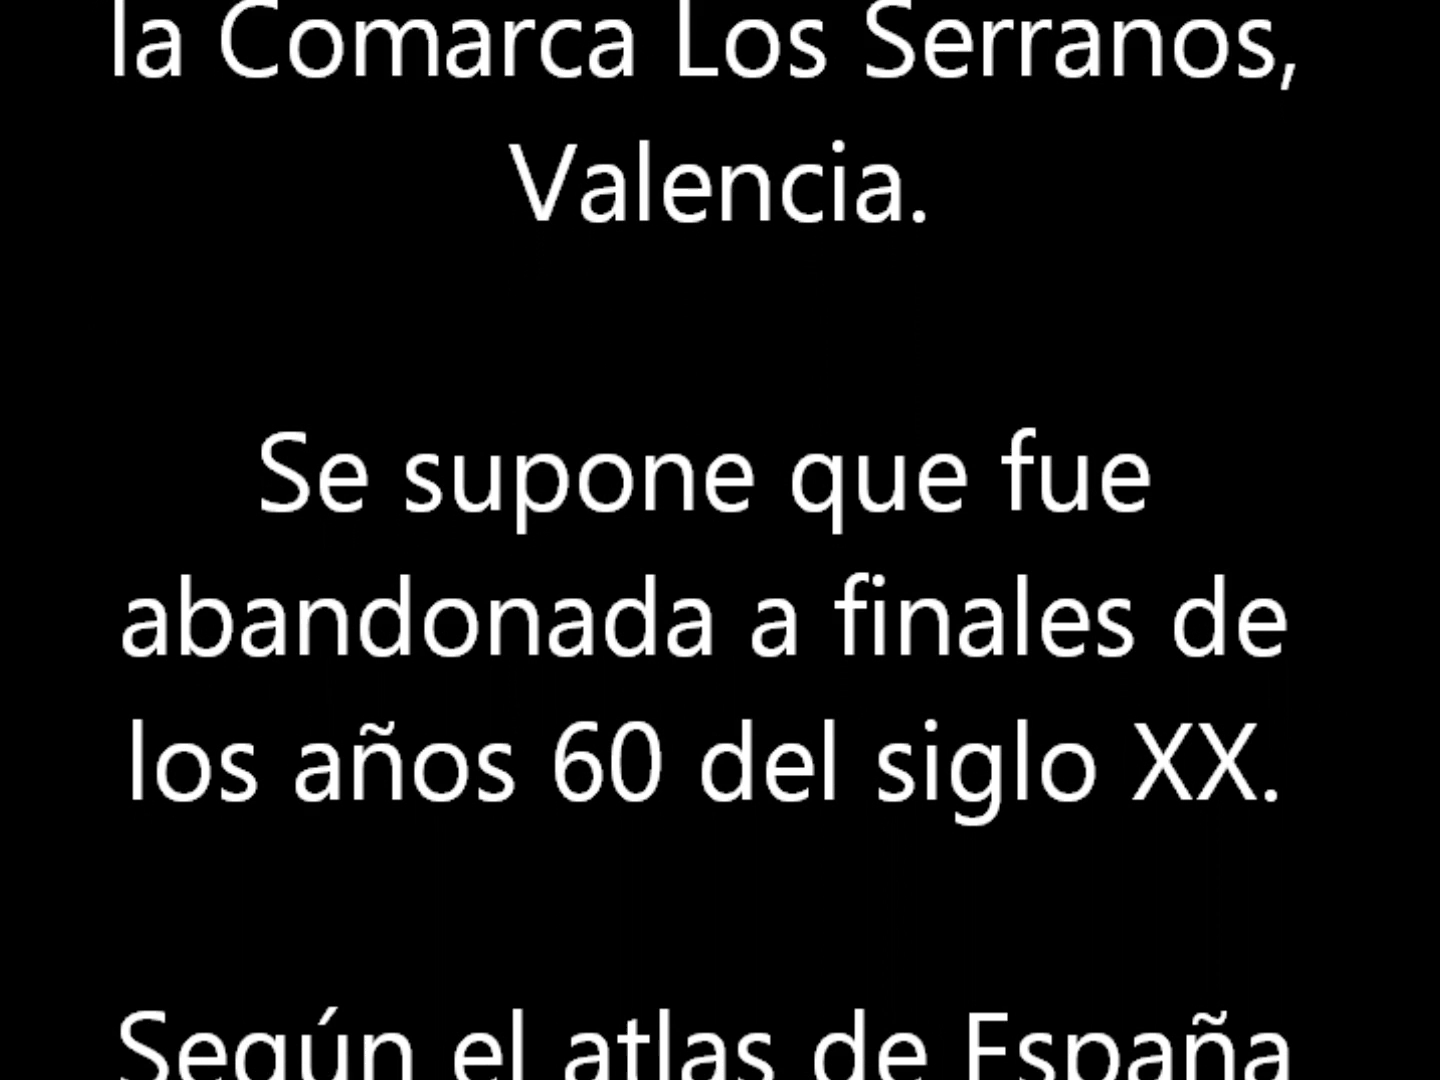 la Comarca Los Serranos,
Valencia.
Se supone que fue
abandonada a finales de
los años 60 del siglo XX.
Según el atlas de España